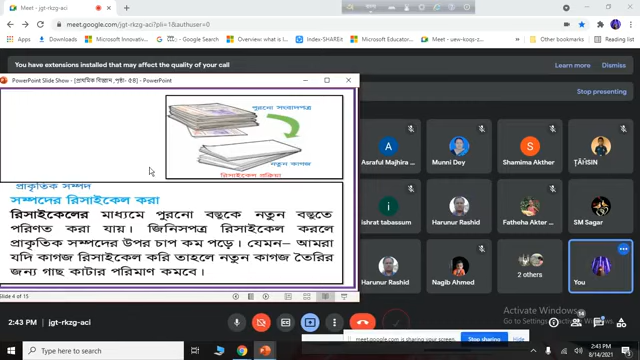 Meet - jgt-rkzg-aci
meet.google.com/jgt-rkzg-aci?pli=1&authuser=0
Bookmarks
Microsoft Innovativ...
সংযুক্ত
Google
Overview: what is I...
Index-SHAREit
Microsoft Educator...
Other bookmarks
Reading list
You have extensions installed that may affect the quality of your call
Learn more
Dismiss
PowerPoint Slide Show - [প্রাথমিক বিজ্ঞান, পৃষ্ঠা- ৫৪] - PowerPoint
Stop presenting
পুরনো সংবাদপত্র
নতুন কাগজ
রিসাইকেল প্রক্রিয়া
প্রাকৃতিক সম্পদ
সম্পদের রিসাইকেল করা
রিসাইকেলের মাধ্যমে পুরনো বস্তুকে নতুন বস্তুতে
পরিণত করা যায়। জিনিসপত্র রিসাইকেল করলে
প্রাকৃতিক সম্পদের উপর চাপ কম পড়ে। যেমন– আমরা
যদি কাগজ রিসাইকেল করি তাহলে নতুন কাগজ তৈরির
জন্য গাছ কাটার পরিমাণ কমবে।
Slide 4 of 15
A
Asraful Majhira ...
Munni Dey
Shamima Akther
ṬĀHSIN
ishrat tabassum
Harunur Rashid
Fatheha Akter ...
SM Sagar
Harunur Rashid
Nagib Ahmed
2 others
You
Activate Windows
Go to Settings to activate Windows.
2:43 PM | jgt-rkzg-aci
14
meet.google.com is sharing your screen.
Stop sharing
Hide
Type here to search
2:43 PM
8/14/2021